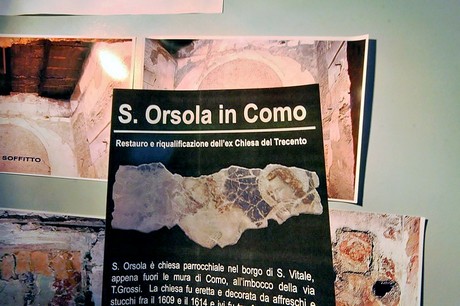 S. Orsola in Como
Restauro e riqualificazione dell'ex Chiesa del Trecento
SOFFITTO
S. Orsola è chiesa parrocchiale nel borgo di S. Vitale,
appena fuori le mura di Como, all'imbocco della via
T.Grossi. La chiesa fu eretta e decorata da affreschi e
stucchi fra il 1609 e il 1614 e ivi fu